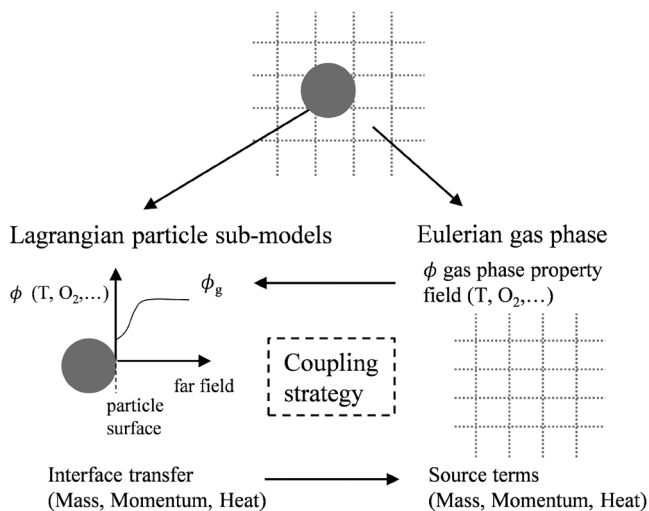 Lagrangian particle sub-models
Eulerian gas phase
ϕ (T, O₂,...)
ϕg
ϕ gas phase property
field (T, O₂,...)
far field
particle
surface
Coupling
strategy
Interface transfer
(Mass, Momentum, Heat)
Source terms
(Mass, Momentum, Heat)